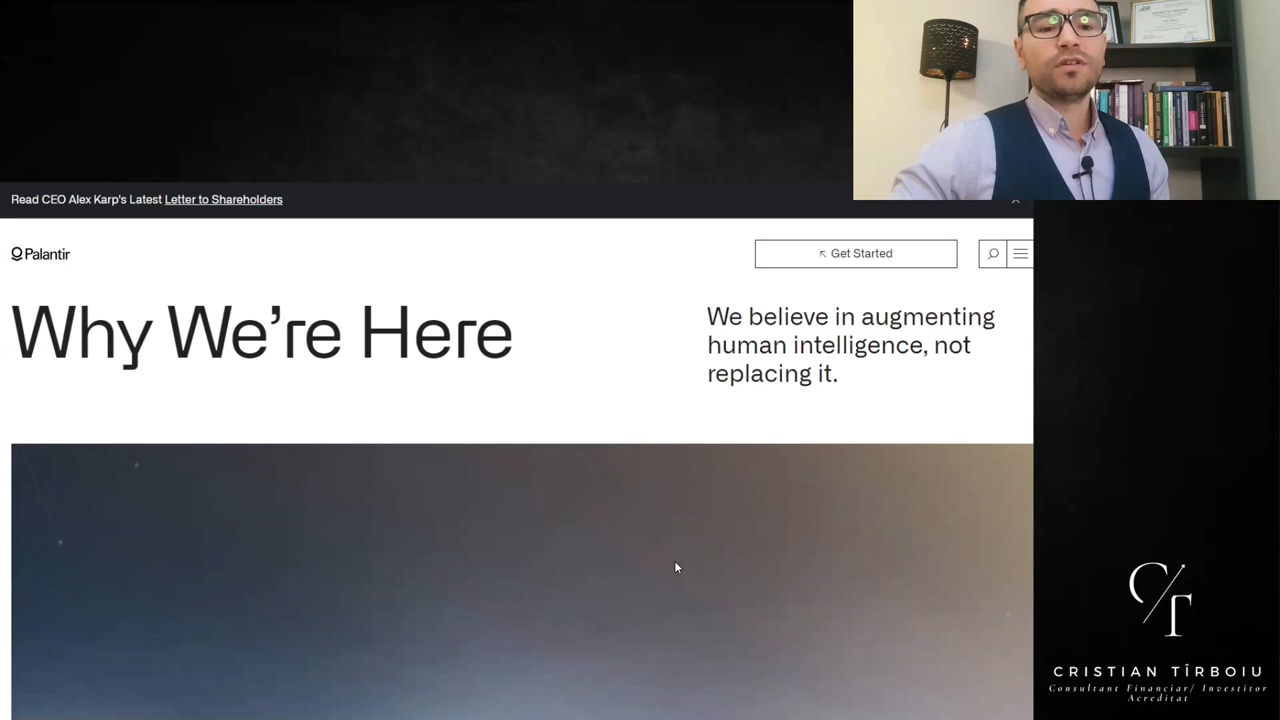 Read CEO Alex Karp's Latest Letter to Shareholders
Palantir
Get Started
Why We're Here
We believe in augmenting
human intelligence, not
replacing it.
CT
CRISTIAN TÎRBOIU
Consultant Financiar/ Investitor
Acreditat